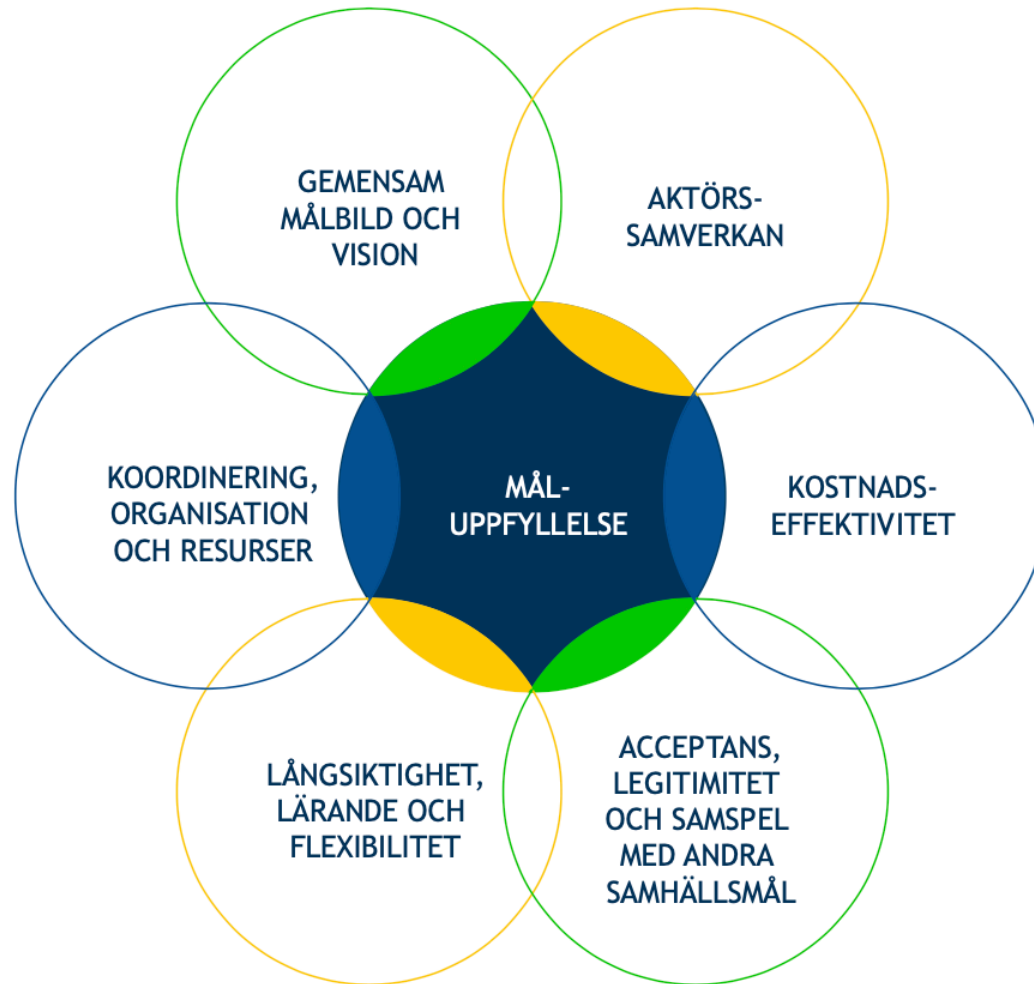 GEMENSAM
MÅLBILD OCH
VISION
AKTÖRS-
SAMVERKAN
KOORDINERING,
ORGANISATION
OCH RESURSER
MÅL-
UPPFYLLELSE
KOSTNADS-
EFFEKTIVITET
LÅNGSIKTIGHET,
LÄRANDE OCH
FLEXIBILITET
ACCEPTANS,
LEGITIMITET
OCH SAMSPEL
MED ANDRA
SAMHÄLLSMÅL